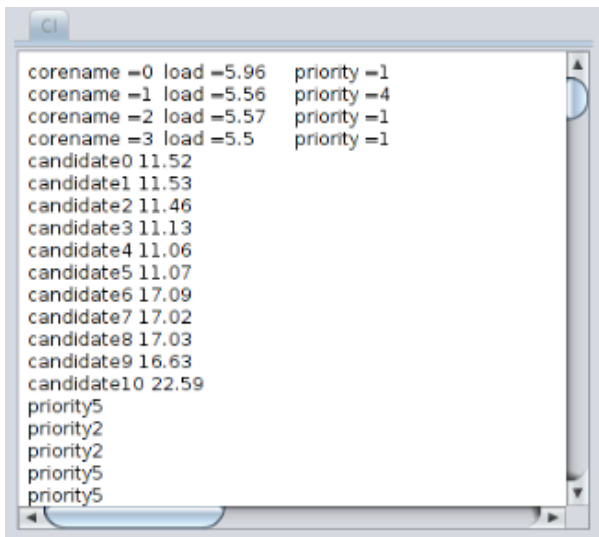 CI
corename =0 load =5.96 priority =1
corename =1 load =5.56 priority =4
corename =2 load =5.57 priority =1
corename =3 load =5.5 priority =1
candidate0 11.52
candidate1 11.53
candidate2 11.46
candidate3 11.13
candidate4 11.06
candidate5 11.07
candidate6 17.09
candidate7 17.02
candidate8 17.03
candidate9 16.63
candidate10 22.59
priority5
priority2
priority2
priority5
priority5